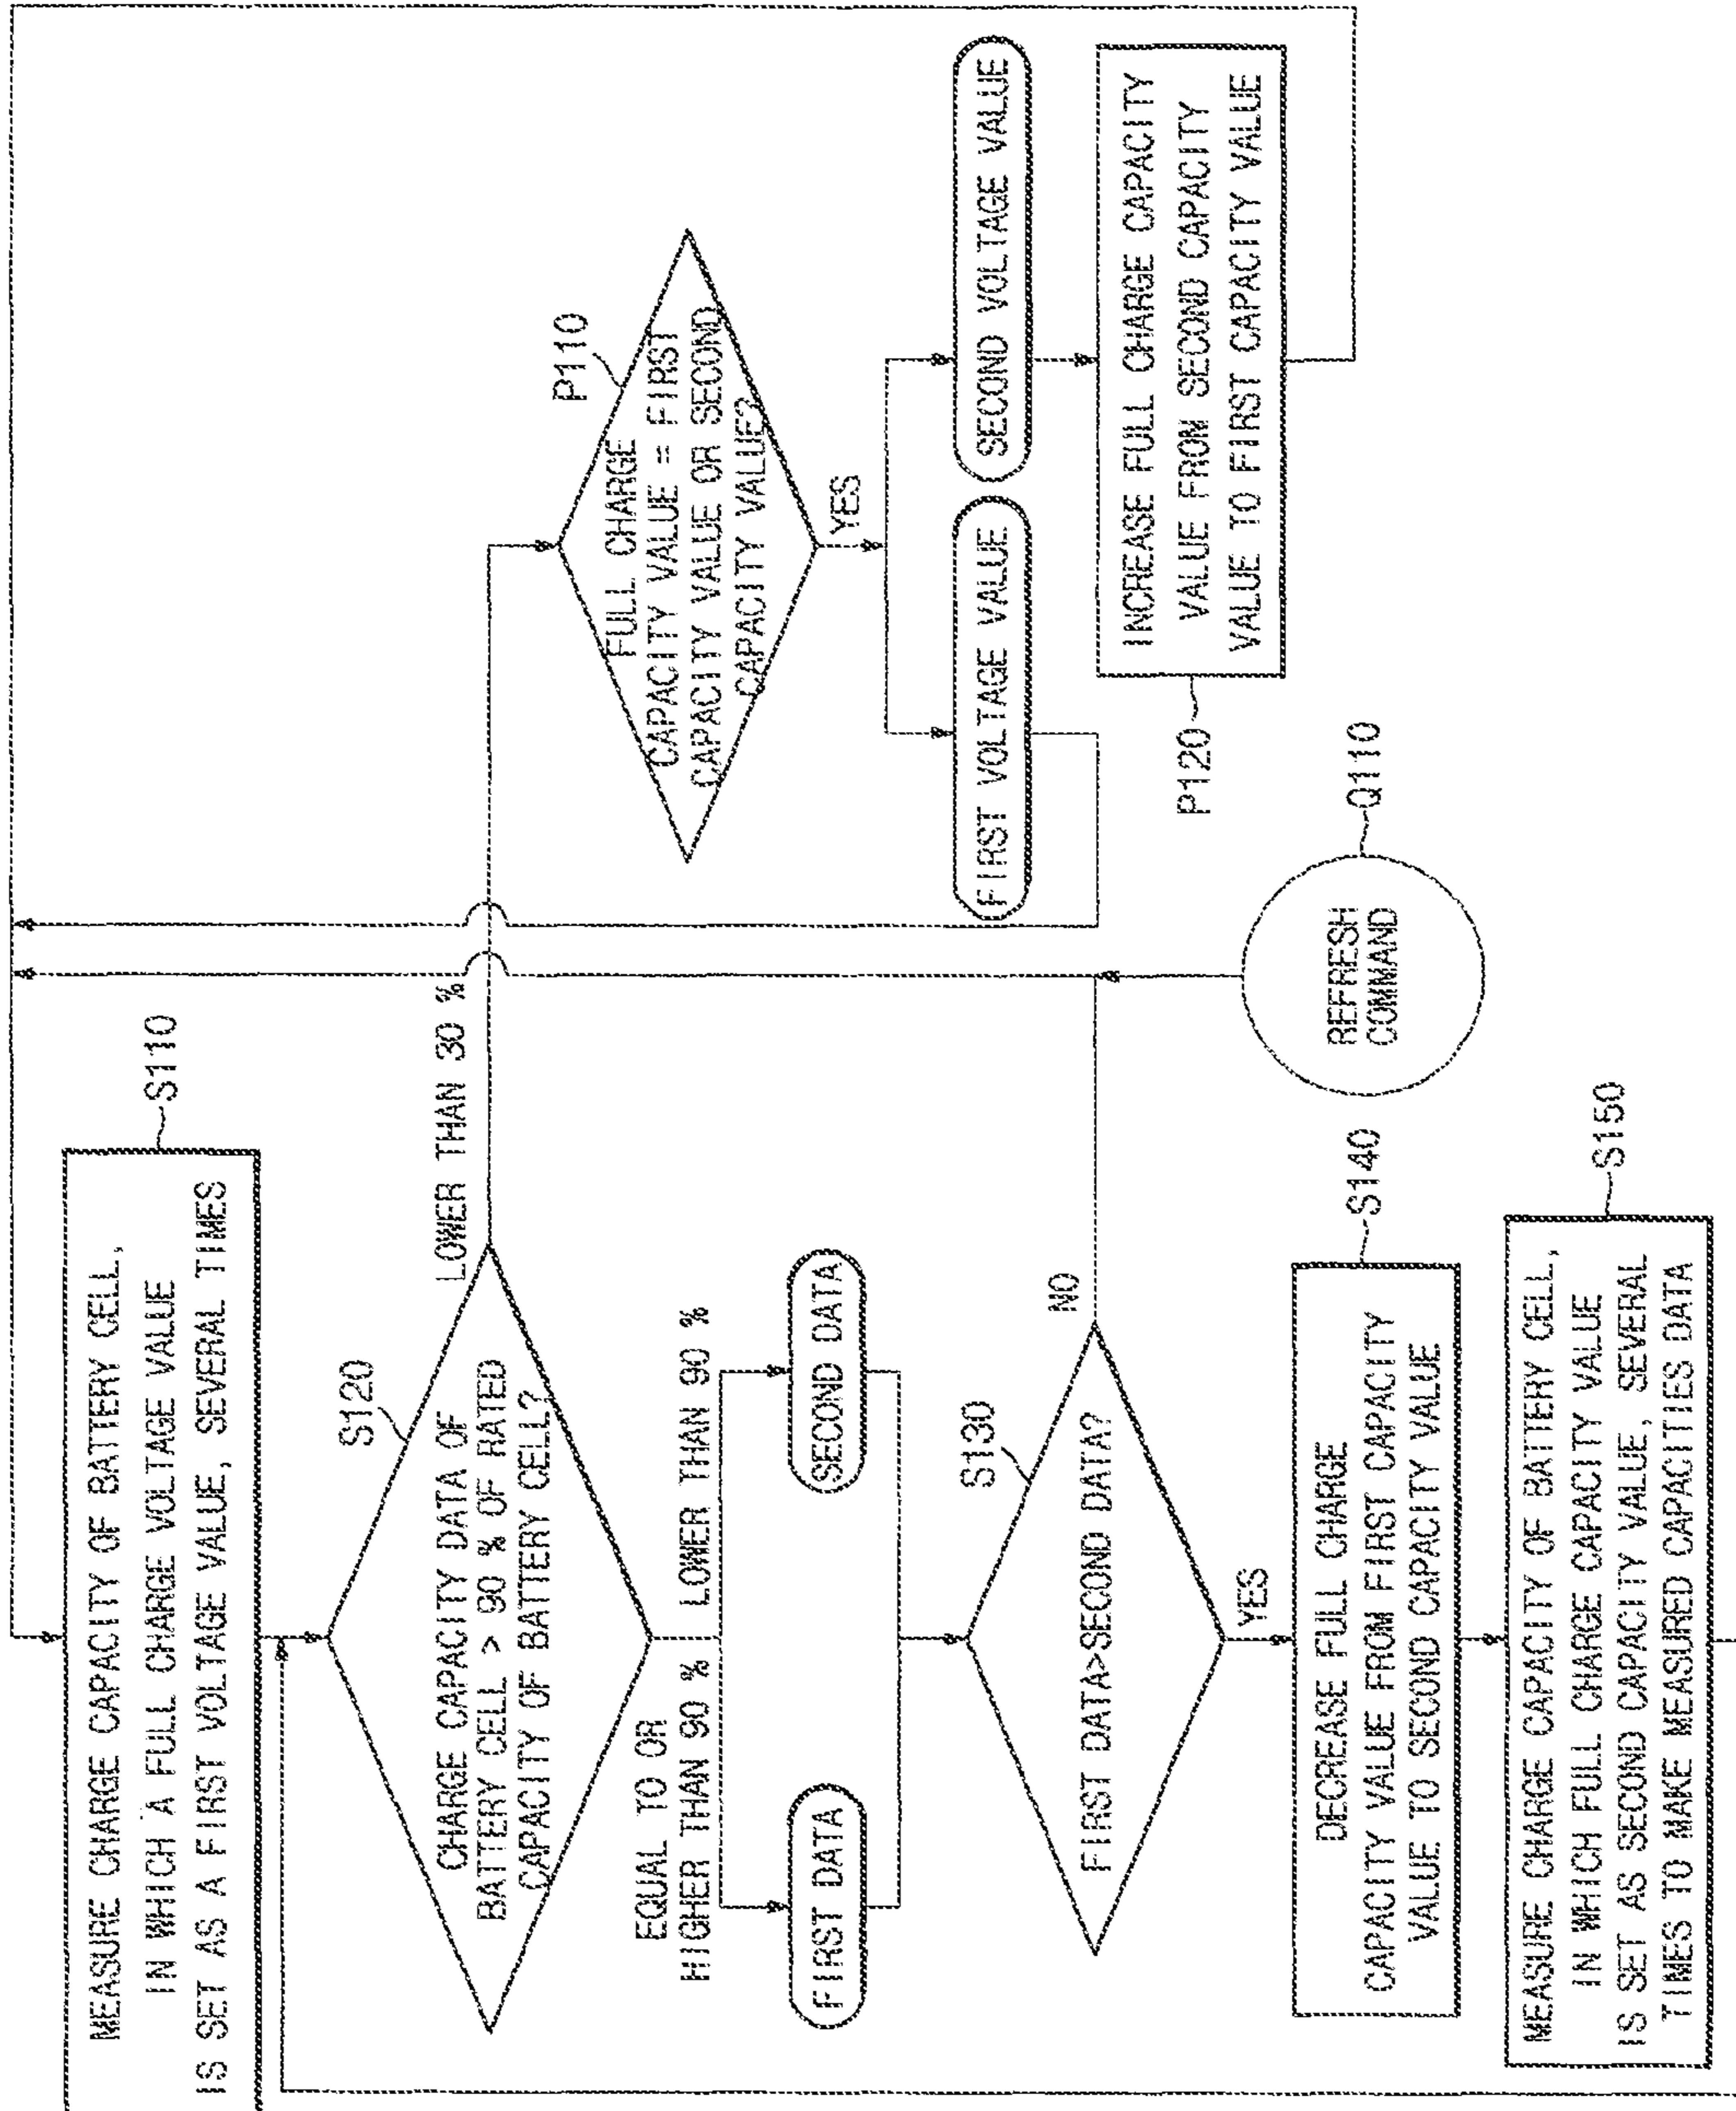 MEASURE CHARGE CAPACITY OF BATTERY CELL,
IN WHICH A FULL CHARGE VOLTAGE VALUE
IS SET AS A FIRST VOLTAGE VALUE, SEVERAL TIMES
S110
S120
CHARGE CAPACITY DATA OF
BATTERY CELL > 90 % OF RATED
CAPACITY OF BATTERY CELL?
LOWER THAN 30 %
EQUAL TO OR
HIGHER THAN 90 %
LOWER THAN 90 %
FIRST DATA
SECOND DATA
S130
FIRST DATA>SECOND DATA?
NO
YES
DECREASE FULL CHARGE
CAPACITY VALUE FROM FIRST CAPACITY
VALUE TO SECOND CAPACITY VALUE
S140
MEASURE CHARGE CAPACITY OF BATTERY CELL,
IN WHICH FULL CHARGE CAPACITY VALUE
IS SET AS SECOND CAPACITY VALUE, SEVERAL
TIMES TO MAKE MEASURED CAPACITIES DATA
S150
P110
FULL CHARGE
CAPACITY VALUE = FIRST
CAPACITY VALUE OR SECOND
CAPACITY VALUE?
YES
FIRST VOLTAGE VALUE
SECOND VOLTAGE VALUE
INCREASE FULL CHARGE CAPACITY
VALUE FROM SECOND CAPACITY
VALUE TO FIRST CAPACITY VALUE
P120
REFRESH
COMMAND
Q110